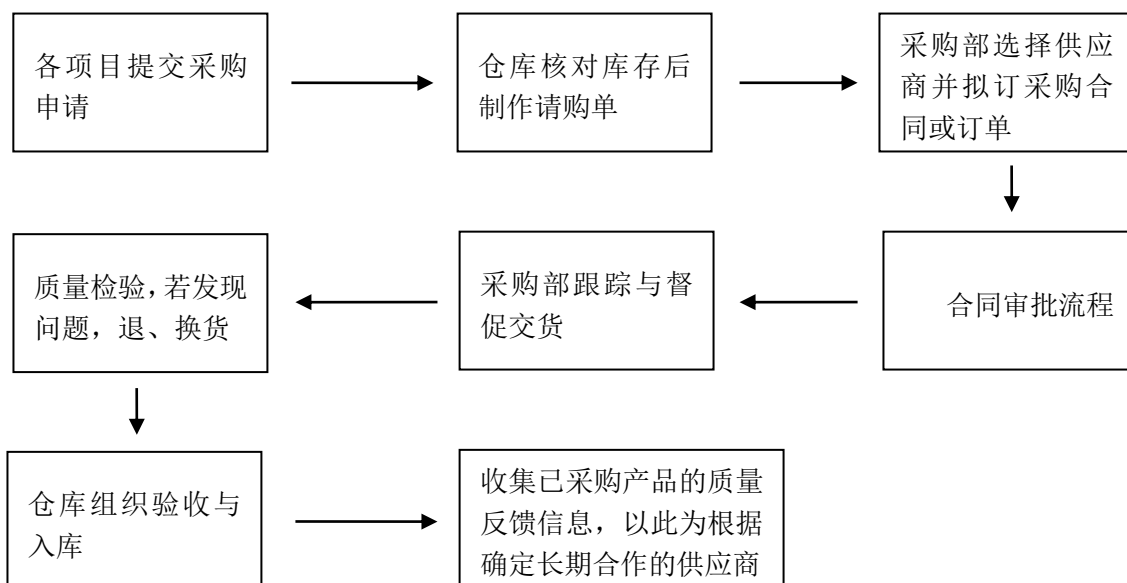 各项目提交采购
申请
仓库核对库存后
制作请购单
采购部选择供应
商并拟订采购合
同或订单
合同审批流程
采购部跟踪与督
促交货
质量检验，若发现
问题，退、换货
仓库组织验收与
入库
收集已采购产品的质量
反馈信息，以此为根据
确定长期合作的供应商